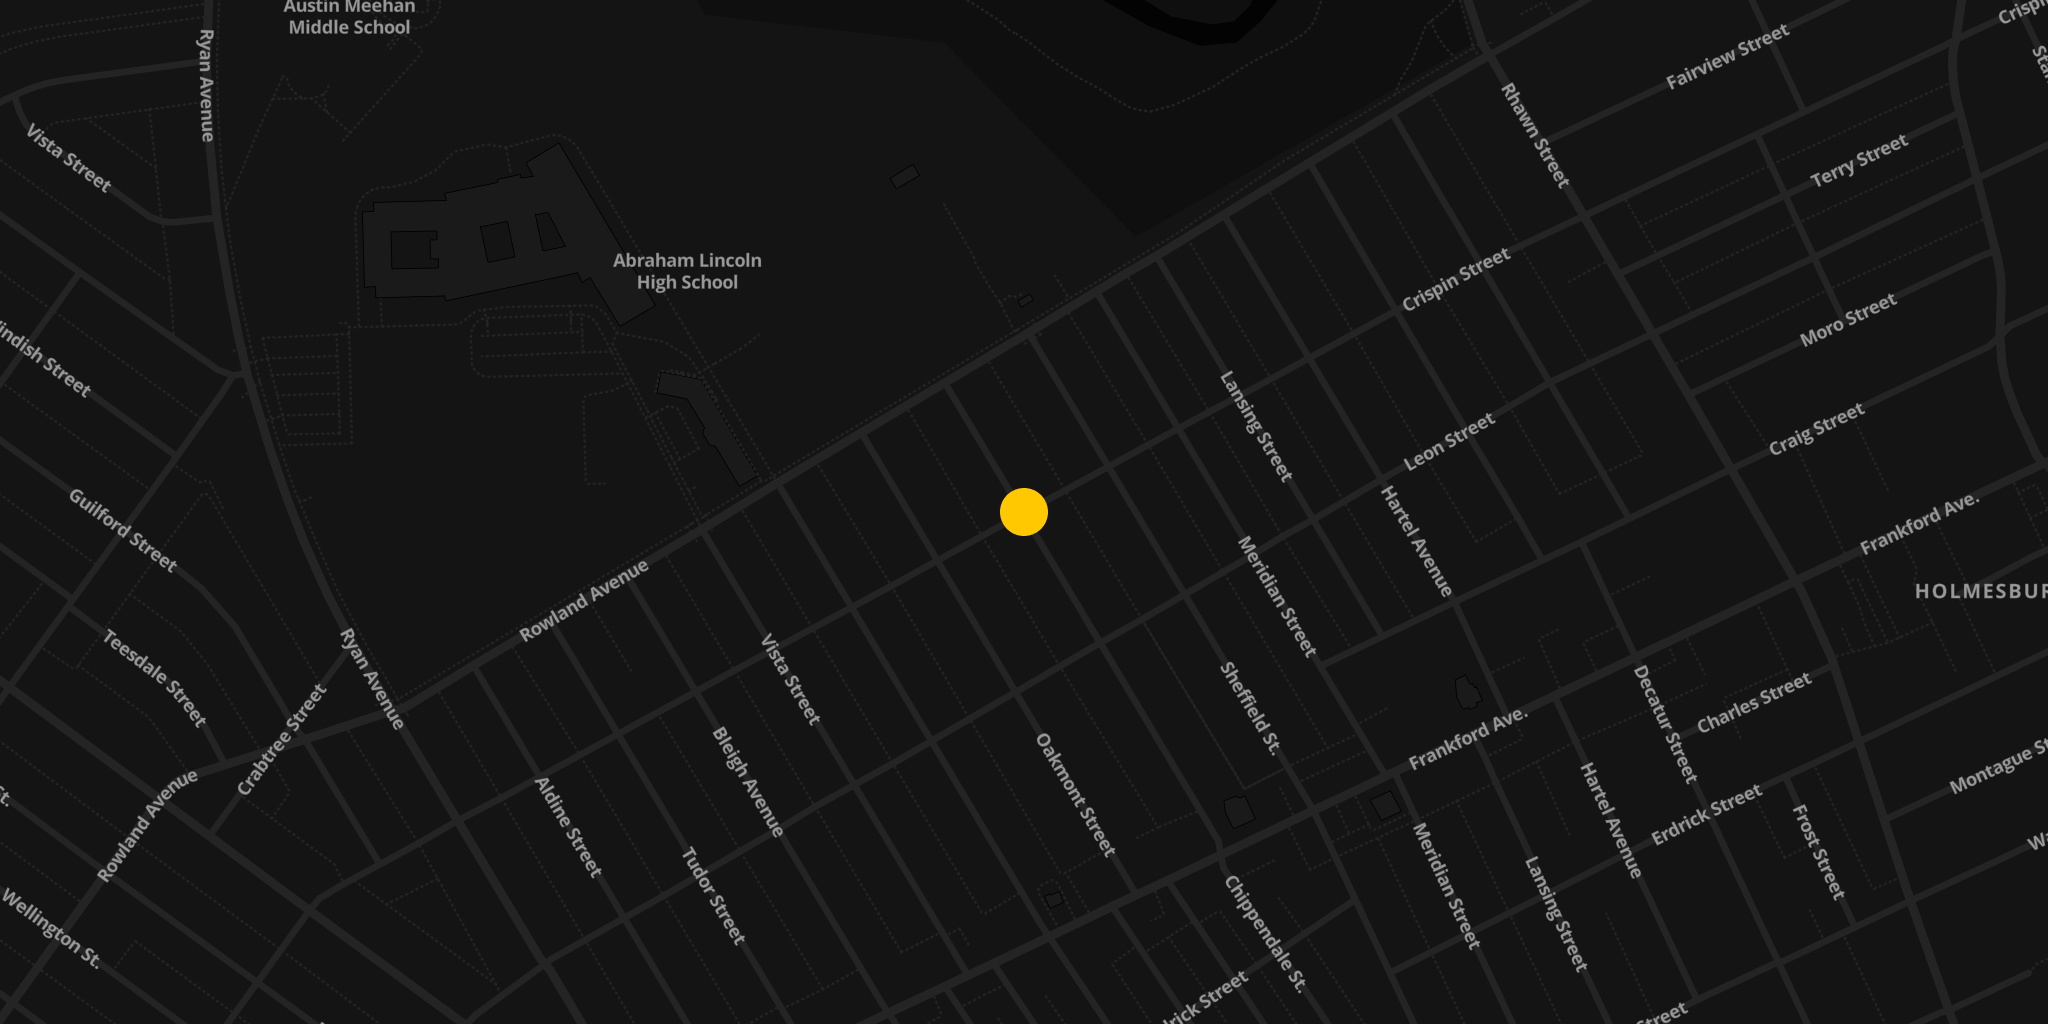 Austin Meehan
Middle School
Ryan Avenue
Vista Street
Fairview Street
Rhawn Street
Terry Street
Abraham Lincoln
High School
Crispin Street
Moro Street
Lansing Street
Leon Street
Craig Street
Guilford Street
Hartel Avenue
Frankford Ave.
Meridian Street
Rowland Avenue
HOLMESBUR
Teesdale Street
Ryan Avenue
Vista Street
Sheffield St.
Decatur Street
Charles Street
Crabtree Street
Frankford Ave.
Bleigh Avenue
Oakmont Street
Montague St
Aldine Street
Rowland Avenue
Hartel Avenue
Erdrick Street
Frost Street
Tudor Street
Meridian Street
Lansing Street
Chippendale St.
Wellington St.
rick Street
Street